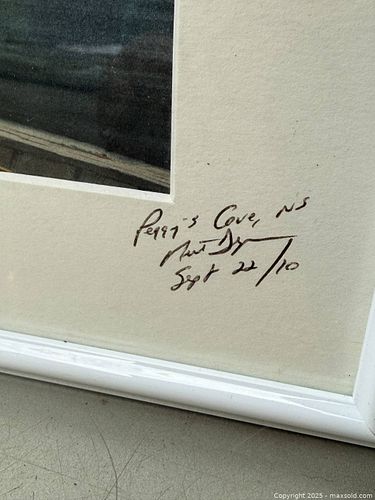 Peggy's Cove, NS
Sept 22/10
Copyright 2025 - maxsold.com